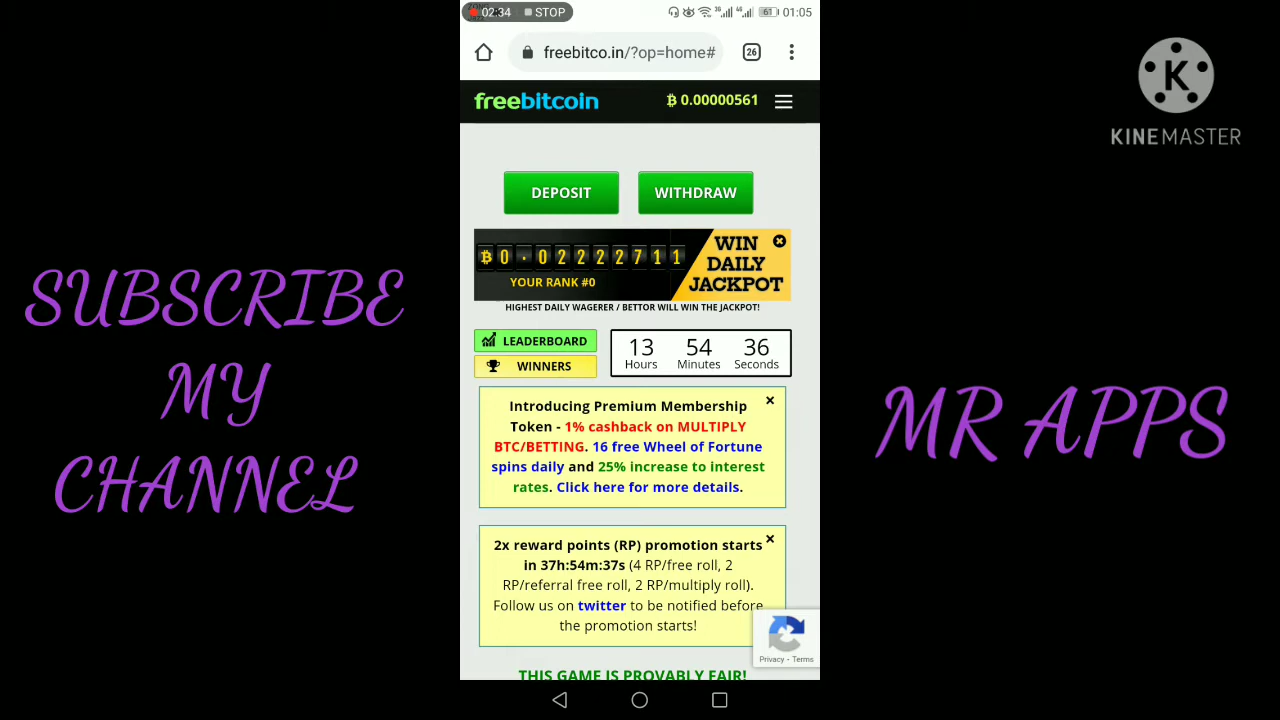 02:34 STOP
3G 4G 61 01:05
freebitco.in/?op=home# 26
freebitcoin
0.00000561
K
KINEMASTER
DEPOSIT
WITHDRAW
0.02222711
YOUR RANK #0
WIN
DAILY
JACKPOT
HIGHEST DAILY WAGERER / BETTOR WILL WIN THE JACKPOT!
LEADERBOARD
WINNERS
13 54 36
Hours Minutes Seconds
Introducing Premium Membership
Token - 1% cashback on MULTIPLY
BTC/BETTING. 16 free Wheel of Fortune
spins daily and 25% increase to interest
rates. Click here for more details.
2x reward points (RP) promotion starts
in 37h:54m:37s (4 RP/free roll, 2
RP/referral free roll, 2 RP/multiply roll).
Follow us on twitter to be notified before
the promotion starts!
Privacy - Terms
THIS GAME IS PROVABLY FAIR!
SUBSCRIBE
MY
CHANNEL
MR APPS